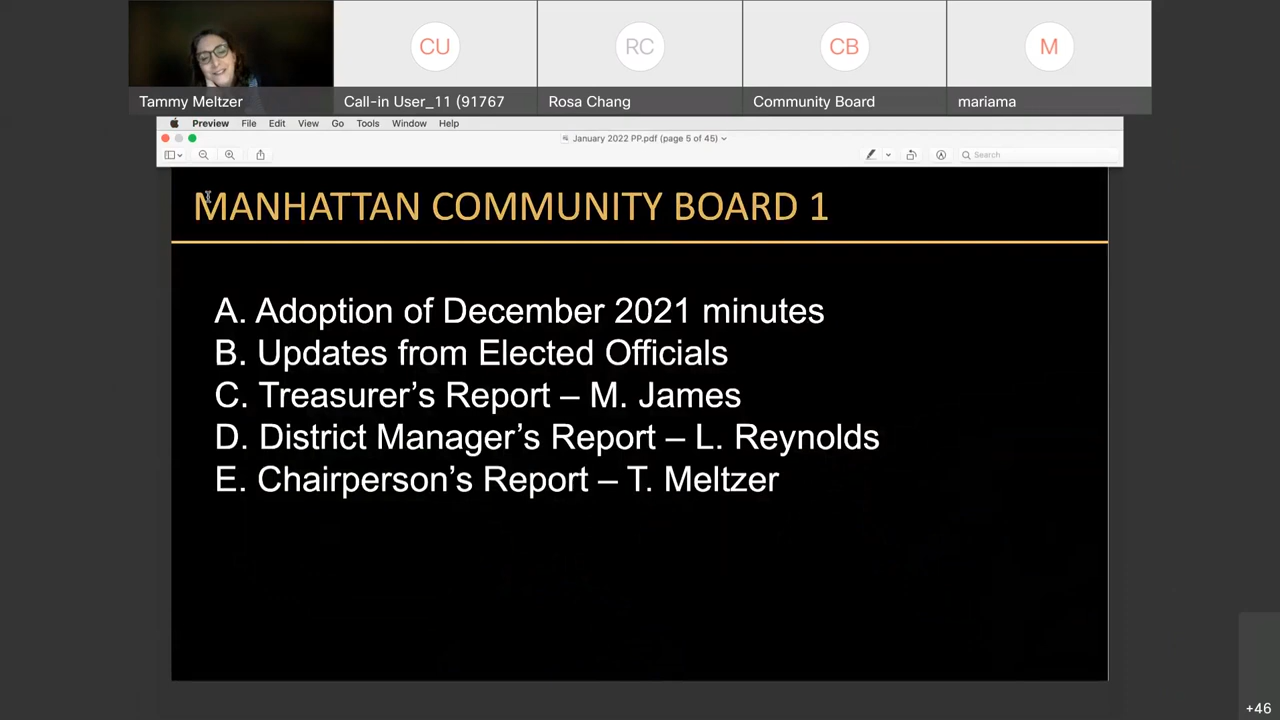 CU
RC
CB
M
Tammy Meltzer
Call-in User_11 (91767
Rosa Chang
Community Board
mariama
Preview File Edit View Go Tools Window Help
January 2022 PP.pdf (page 5 of 45)
Search
MANHATTAN COMMUNITY BOARD 1
A. Adoption of December 2021 minutes
B. Updates from Elected Officials
C. Treasurer’s Report – M. James
D. District Manager’s Report – L. Reynolds
E. Chairperson’s Report – T. Meltzer
+46